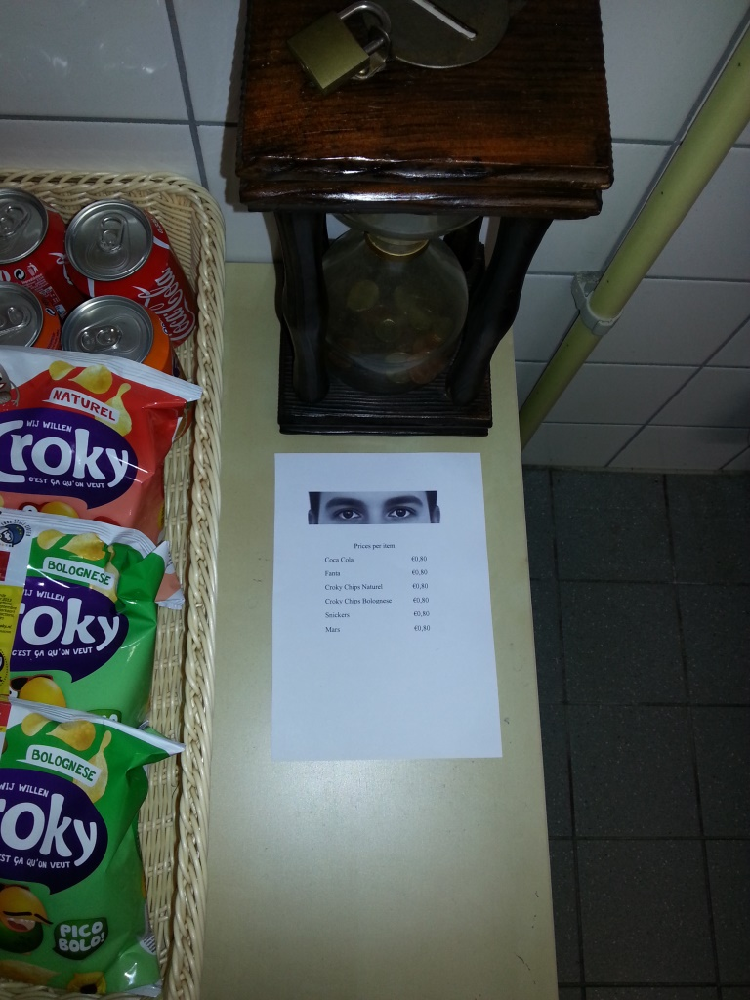 Coca-Cola
NATUREL
WIJ WILLEN
Croky
C'EST ÇA QU'ON VEUT
BOLOGNESE
WIJ WILLEN
oky
C'EST ÇA QU'ON VEUT
BOLOGNESE
WIJ WILLEN
roky
C'EST ÇA QU'ON VEUT
PICO
BOLO!
Prices per item:
Coca Cola €0,80
Fanta €0,80
Croky Chips Naturel €0,80
Croky Chips Bolognese €0,80
Snickers €0,80
Mars €0,80